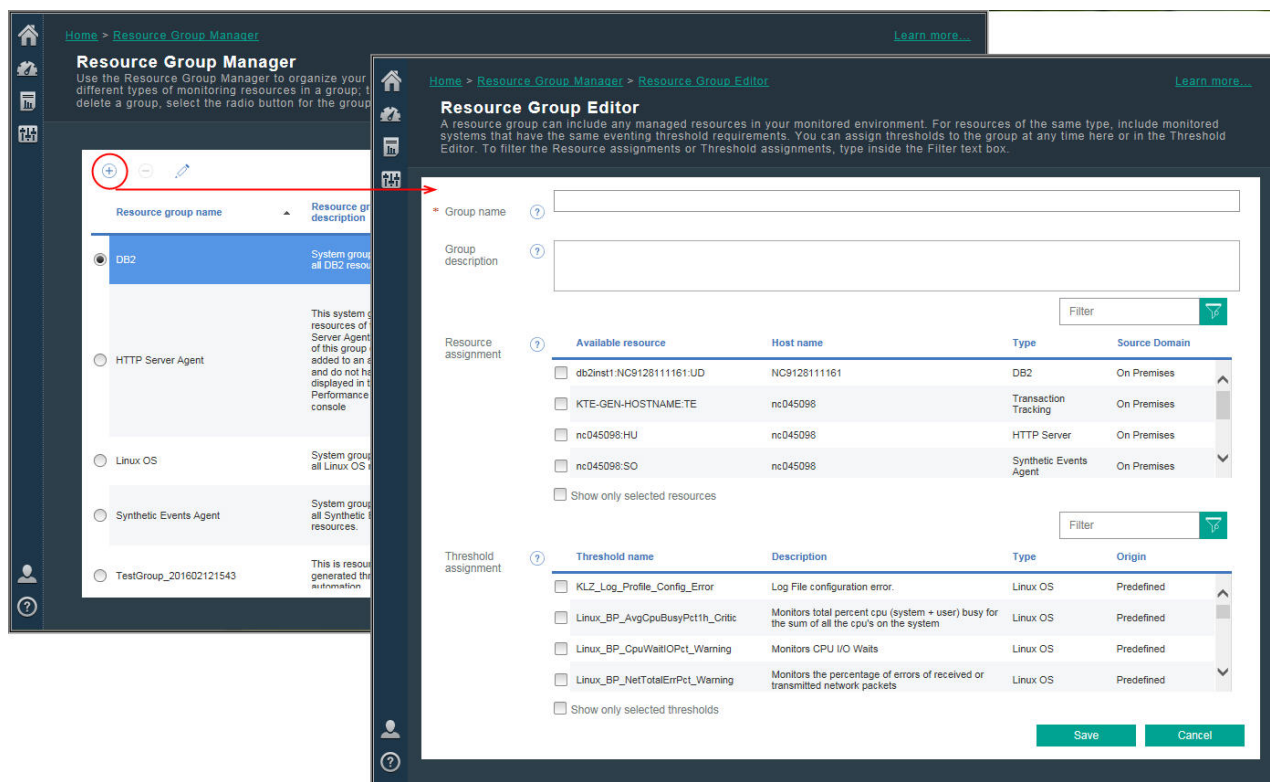 Home > Resource Group Manager
Learn more...
Resource Group Manager
Use the Resource Group Manager to organize your
different types of monitoring resources in a group; t
delete a group, select the radio button for the group
Resource group name
Resource gr
description
DB2
System group
all DB2 resou
HTTP Server Agent
This system g
resources of
Server Agent
of this group
added to an a
and do not ha
displayed in t
Performance
console
Linux OS
System group
all Linux OS r
Synthetic Events Agent
System group
all Synthetic E
resources.
TestGroup_201602121543
This is resour
generated thr
automation
Home > Resource Group Manager > Resource Group Editor
Learn more...
Resource Group Editor
A resource group can include any managed resources in your monitored environment. For resources of the same type, include monitored
systems that have the same eventing threshold requirements. You can assign thresholds to the group at any time here or in the Threshold
Editor. To filter the Resource assignments or Threshold assignments, type inside the Filter text box.
* Group name ?
Group
description ?
Filter
Resource
assignment ?
Available resource Host name Type Source Domain
db2inst1:NC9128111161:UD NC9128111161 DB2 On Premises
KTE-GEN-HOSTNAME:TE nc045098 Transaction
Tracking On Premises
nc045098:HU nc045098 HTTP Server On Premises
nc045098:SO nc045098 Synthetic Events
Agent On Premises
Show only selected resources
Filter
Threshold
assignment ?
Threshold name Description Type Origin
KLZ_Log_Profile_Config_Error Log File configuration error. Linux OS Predefined
Linux_BP_AvgCpuBusyPct1h_Critic Monitors total percent cpu (system + user) busy for
the sum of all the cpu's on the system Linux OS Predefined
Linux_BP_CpuWaitIOPct_Warning Monitors CPU I/O Waits Linux OS Predefined
Linux_BP_NetTotalErrPct_Warning Monitors the percentage of errors of received or
transmitted network packets Linux OS Predefined
Show only selected thresholds
Save Cancel